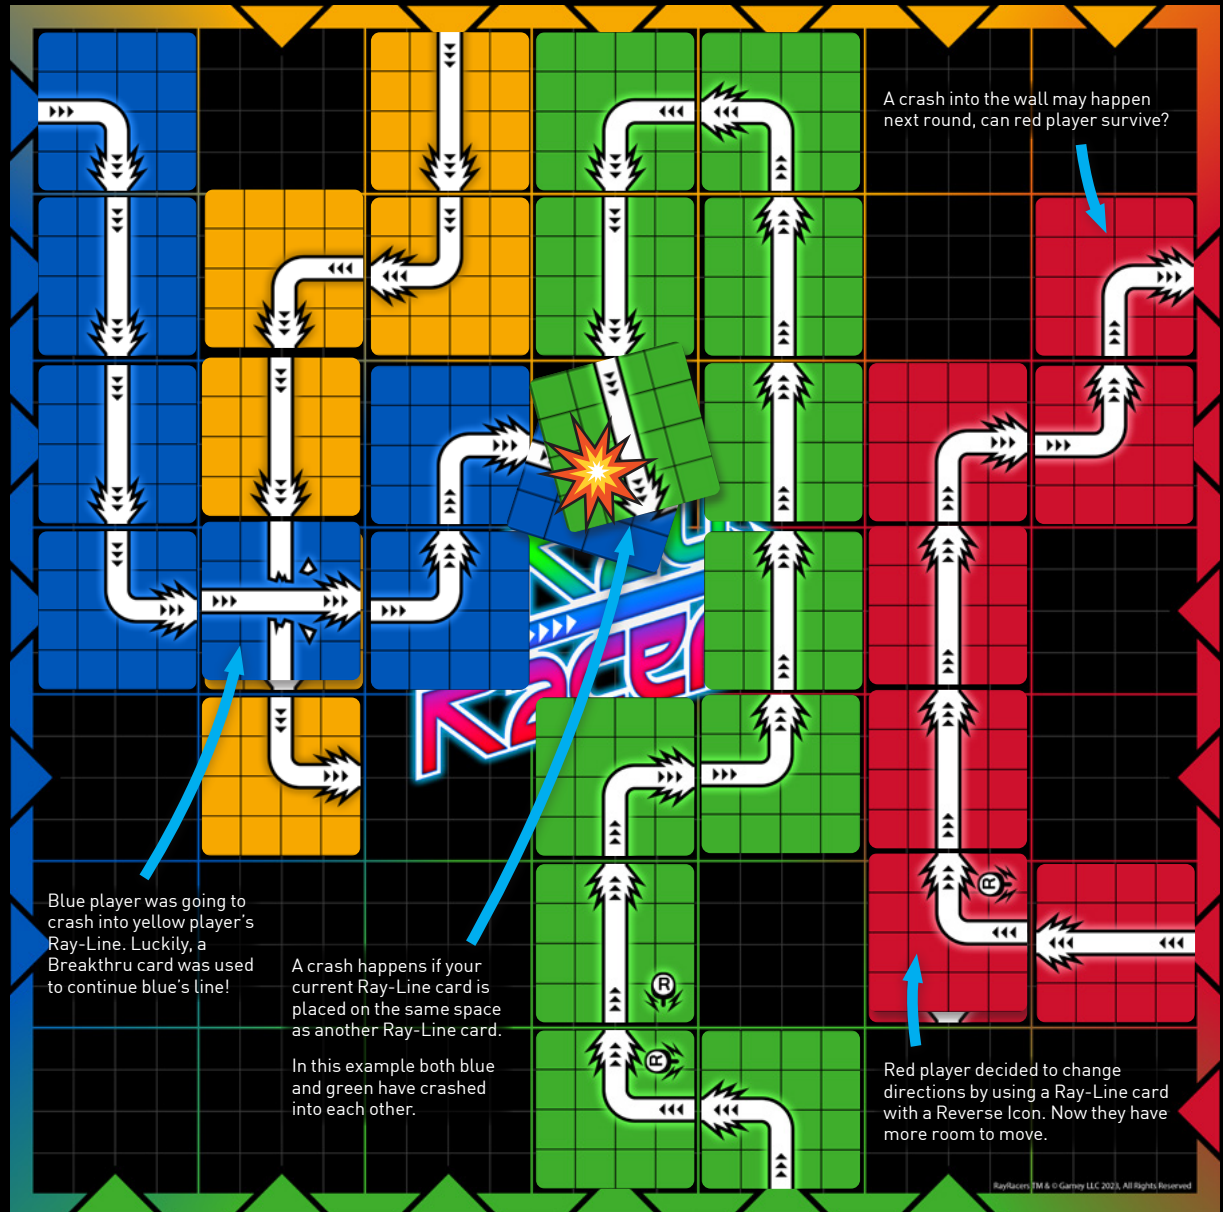 A crash into the wall may happen
next round, can red player survive?
Racer
R
Blue player was going to
crash into yellow player's
Ray-Line. Luckily, a
Breakthru card was used
to continue blue's line!
A crash happens if your
current Ray-Line card is
placed on the same space
as another Ray-Line card.
In this example both blue
and green have crashed
into each other.
R
R
Red player decided to change
directions by using a Ray-Line card
with a Reverse Icon. Now they have
more room to move.
RayRacers TM & © Gamey LLC 2023, All Rights Reserved